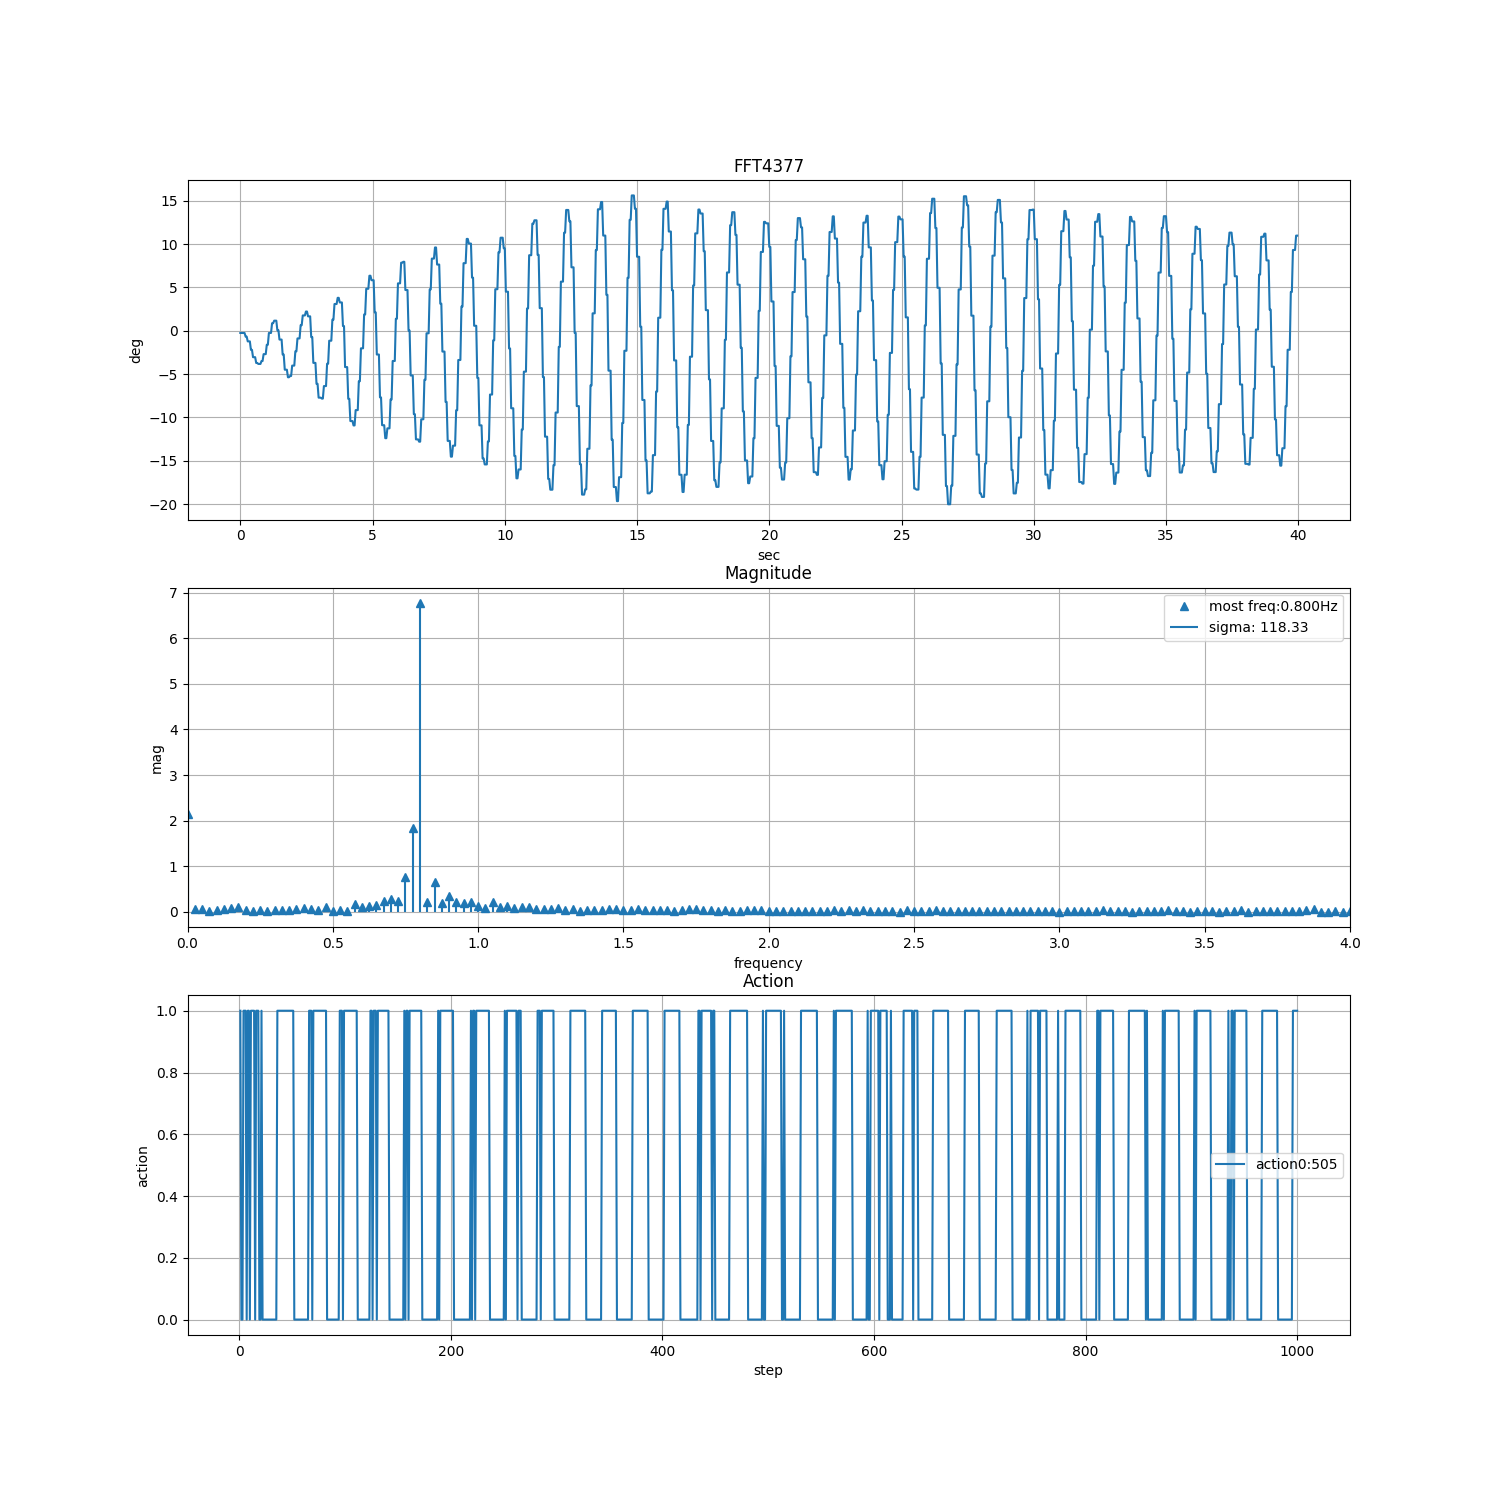 FFT4377
15
10
5
0
−5
−10
−15
−20
deg
0 5 10 15 20 25 30 35 40
sec
Magnitude
7
6
5
4
3
2
1
0
mag
most freq:0.800Hz
sigma: 118.33
0.0 0.5 1.0 1.5 2.0 2.5 3.0 3.5 4.0
frequency
Action
1.0
0.8
0.6
0.4
0.2
0.0
action
action0:505
0 200 400 600 800 1000
step